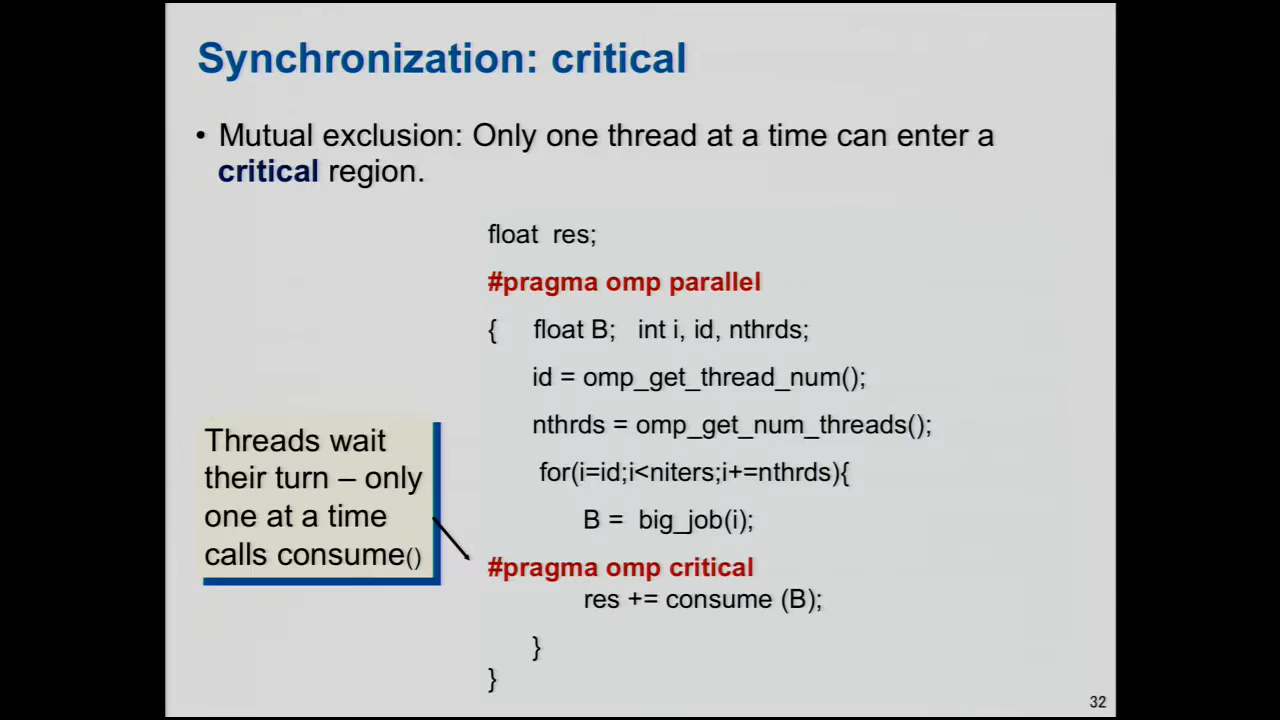 Synchronization: critical
• Mutual exclusion: Only one thread at a time can enter a
critical region.
float res;
#pragma omp parallel
{ float B; int i, id, nthrds;
id = omp_get_thread_num();
nthrds = omp_get_num_threads();
for(i=id;i<niters;i+=nthrds){
B = big_job(i);
Threads wait
their turn – only
one at a time
calls consume()
#pragma omp critical
res += consume (B);
}
}
32